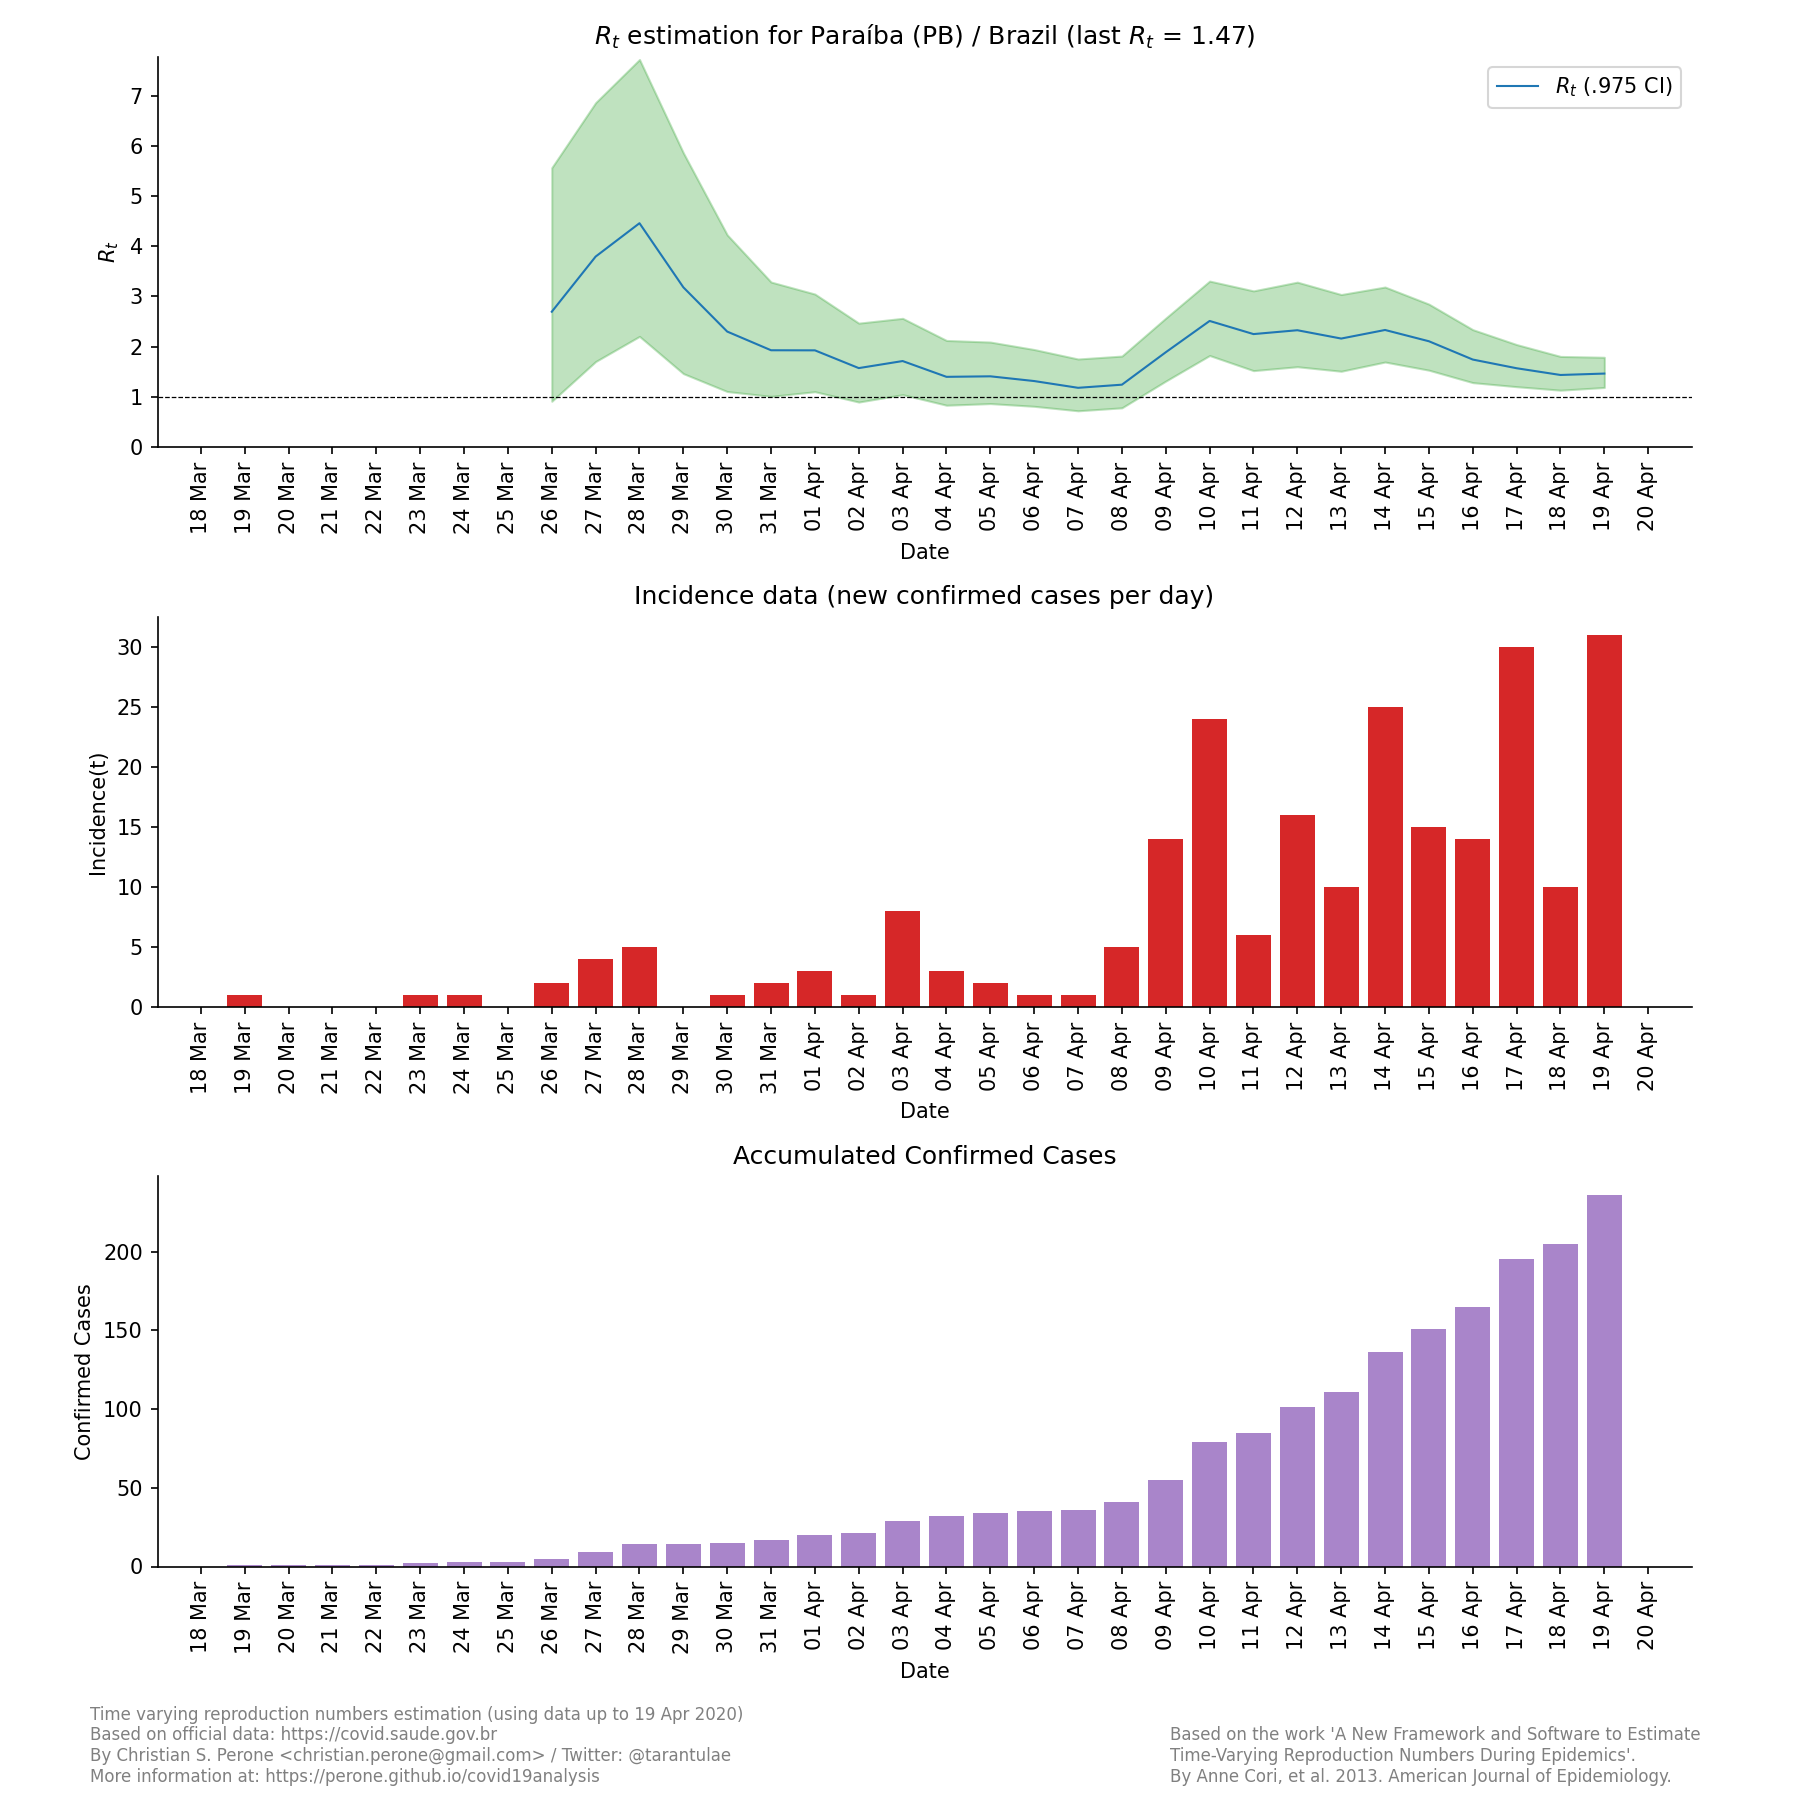 R_t estimation for Paraíba (PB) / Brazil (last R_t = 1.47)
R_t (.975 CI)
R_t
7
6
5
4
3
2
1
0
18 Mar
19 Mar
20 Mar
21 Mar
22 Mar
23 Mar
24 Mar
25 Mar
26 Mar
27 Mar
28 Mar
29 Mar
30 Mar
31 Mar
01 Apr
02 Apr
03 Apr
04 Apr
05 Apr
06 Apr
07 Apr
08 Apr
09 Apr
10 Apr
11 Apr
12 Apr
13 Apr
14 Apr
15 Apr
16 Apr
17 Apr
18 Apr
19 Apr
20 Apr
Date
Incidence data (new confirmed cases per day)
Incidence(t)
30
25
20
15
10
5
0
18 Mar
19 Mar
20 Mar
21 Mar
22 Mar
23 Mar
24 Mar
25 Mar
26 Mar
27 Mar
28 Mar
29 Mar
30 Mar
31 Mar
01 Apr
02 Apr
03 Apr
04 Apr
05 Apr
06 Apr
07 Apr
08 Apr
09 Apr
10 Apr
11 Apr
12 Apr
13 Apr
14 Apr
15 Apr
16 Apr
17 Apr
18 Apr
19 Apr
20 Apr
Date
Accumulated Confirmed Cases
Confirmed Cases
200
150
100
50
0
18 Mar
19 Mar
20 Mar
21 Mar
22 Mar
23 Mar
24 Mar
25 Mar
26 Mar
27 Mar
28 Mar
29 Mar
30 Mar
31 Mar
01 Apr
02 Apr
03 Apr
04 Apr
05 Apr
06 Apr
07 Apr
08 Apr
09 Apr
10 Apr
11 Apr
12 Apr
13 Apr
14 Apr
15 Apr
16 Apr
17 Apr
18 Apr
19 Apr
20 Apr
Date
Time varying reproduction numbers estimation (using data up to 19 Apr 2020)
Based on official data: https://covid.saude.gov.br
By Christian S. Perone <christian.perone@gmail.com> / Twitter: @tarantulae
More information at: https://perone.github.io/covid19analysis
Based on the work 'A New Framework and Software to Estimate
Time-Varying Reproduction Numbers During Epidemics'.
By Anne Cori, et al. 2013. American Journal of Epidemiology.